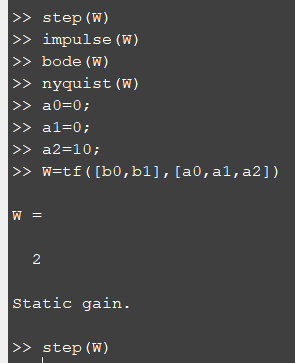 >> step(W)
>> impulse(W)
>> bode(W)
>> nyquist(W)
>> a0=0;
>> a1=0;
>> a2=10;
>> W=tf([b0,b1],[a0,a1,a2])
W =
2
Static gain.
>> step(W)